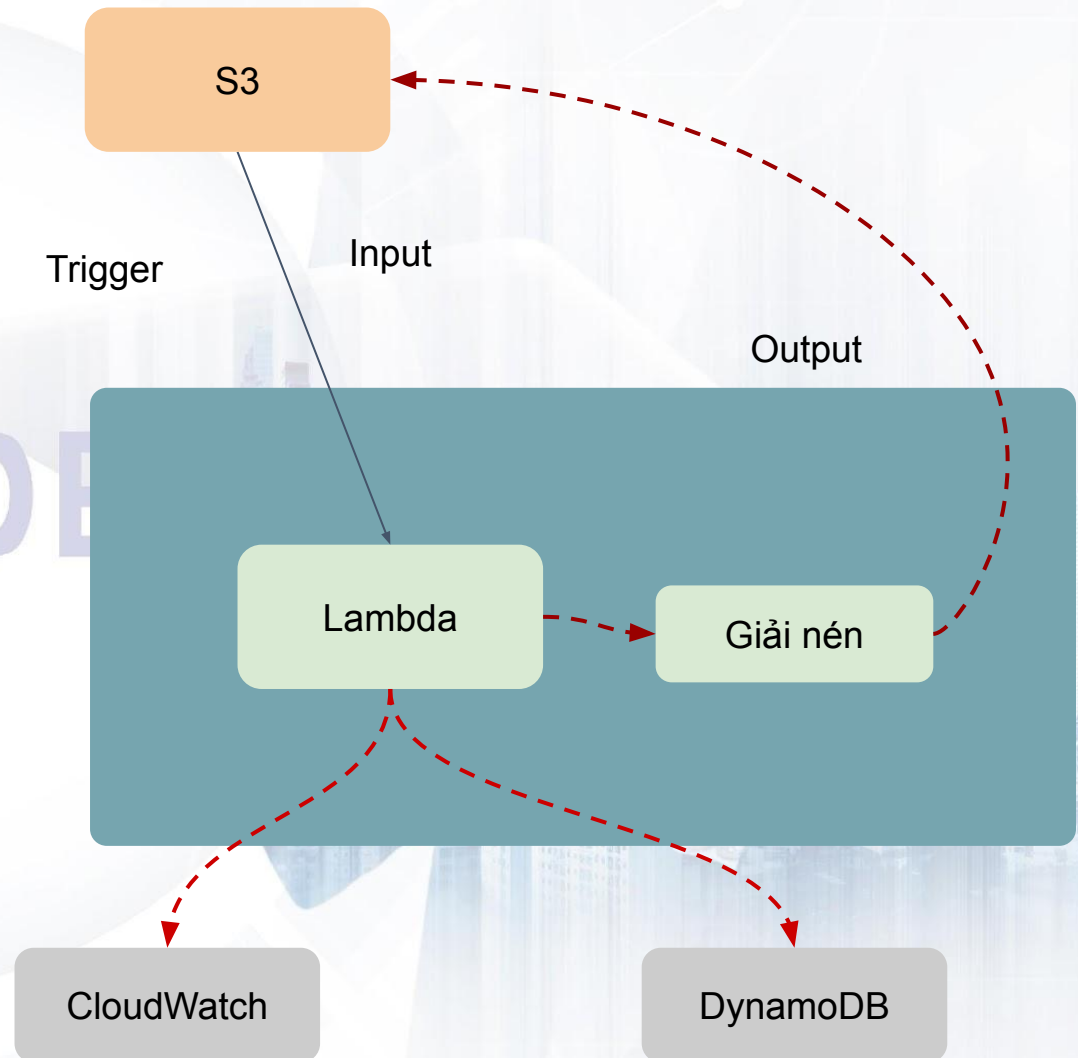 S3
Trigger
Input
Output
Lambda
Giải nén
CloudWatch
DynamoDB